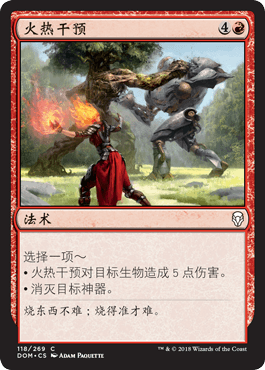 火热干预 4
法术
选择一项～
•火热干预对目标生物造成5点伤害。
•消灭目标神器。
烧东西不难；烧得准才难。
118/269 C
DOM • CS Adam Paquette
™ & © 2018 Wizards of the Coast